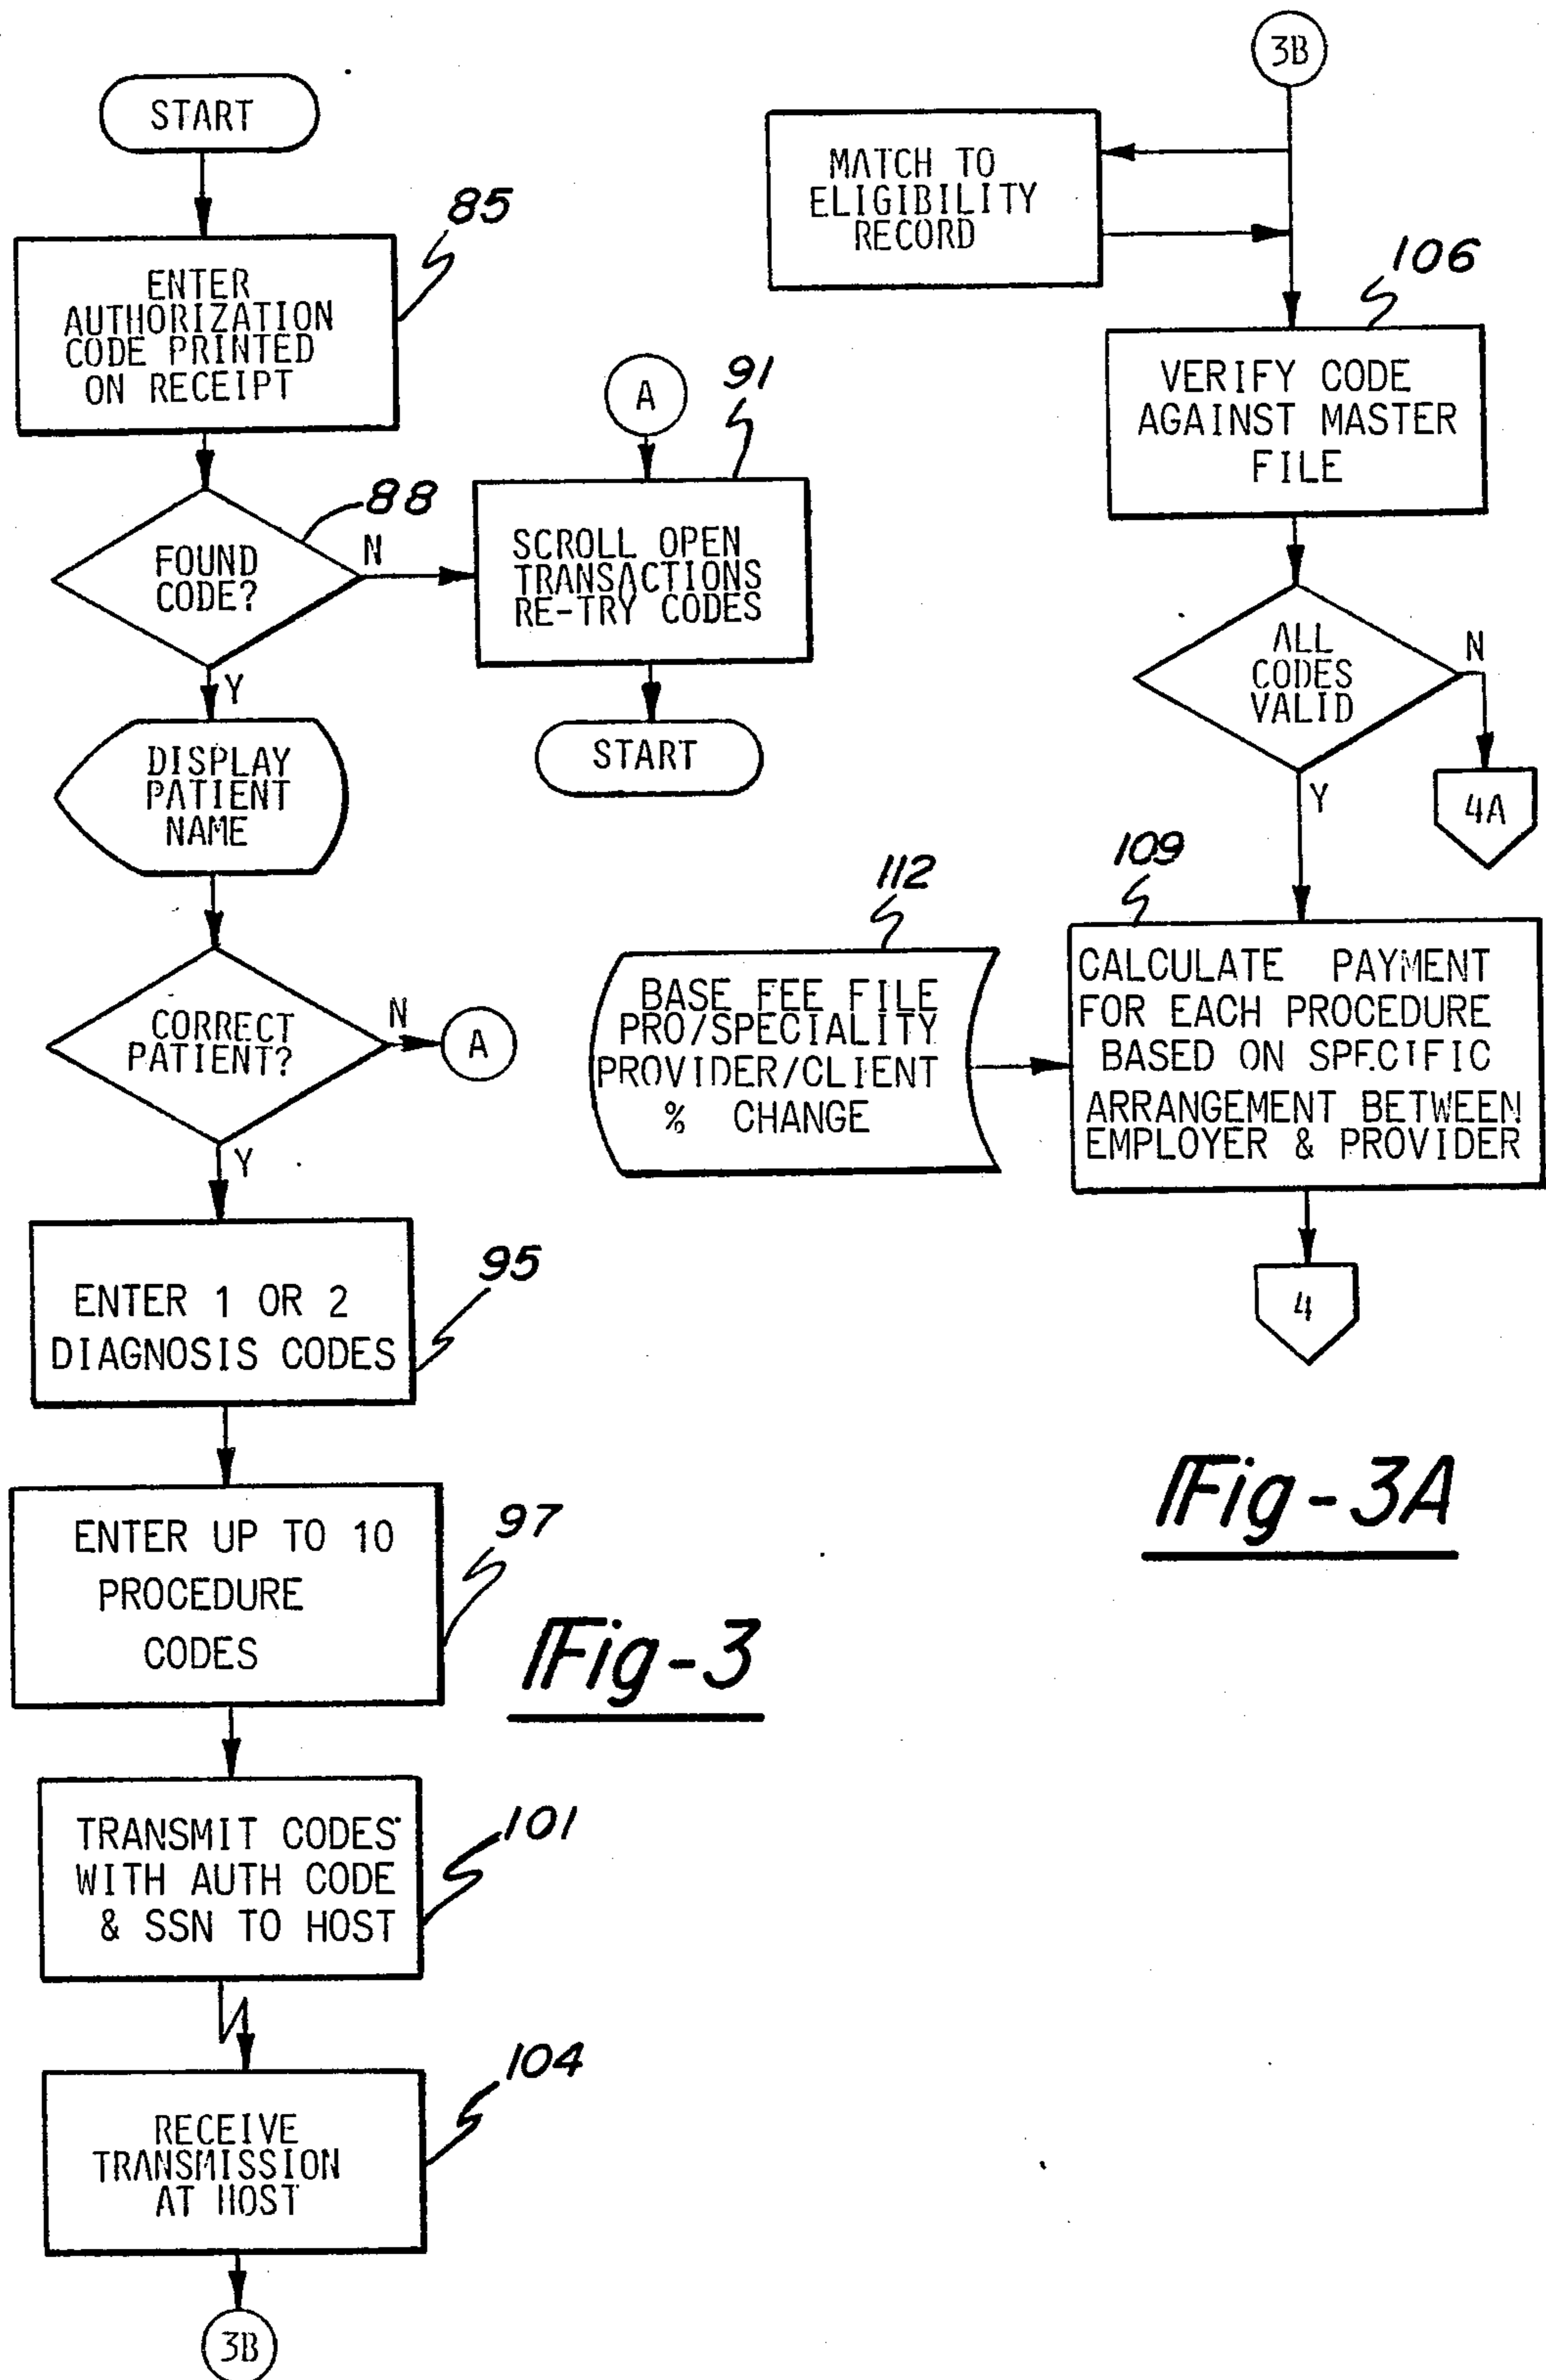 START
85
ENTER
AUTHORIZATION
CODE PRINTED
ON RECEIPT
88
FOUND
CODE?
N
Y
A
91
SCROLL OPEN
TRANSACTIONS
RE-TRY CODES
START
DISPLAY
PATIENT
NAME
CORRECT
PATIENT?
N
A
Y
95
ENTER 1 OR 2
DIAGNOSIS CODES
97
ENTER UP TO 10
PROCEDURE
CODES
101
TRANSMIT CODES
WITH AUTH CODE
& SSN TO HOST
104
RECEIVE
TRANSMISSION
AT HOST
3B
Fig-3
3B
MATCH TO
ELIGIBILITY
RECORD
106
VERIFY CODE
AGAINST MASTER
FILE
ALL
CODES
VALID
N
4A
Y
109
112
BASE FEE FILE
PRO/SPECIALITY
PROVIDER/CLIENT
% CHANGE
CALCULATE PAYMENT
FOR EACH PROCEDURE
BASED ON SPECIFIC
ARRANGEMENT BETWEEN
EMPLOYER & PROVIDER
4
Fig-3A